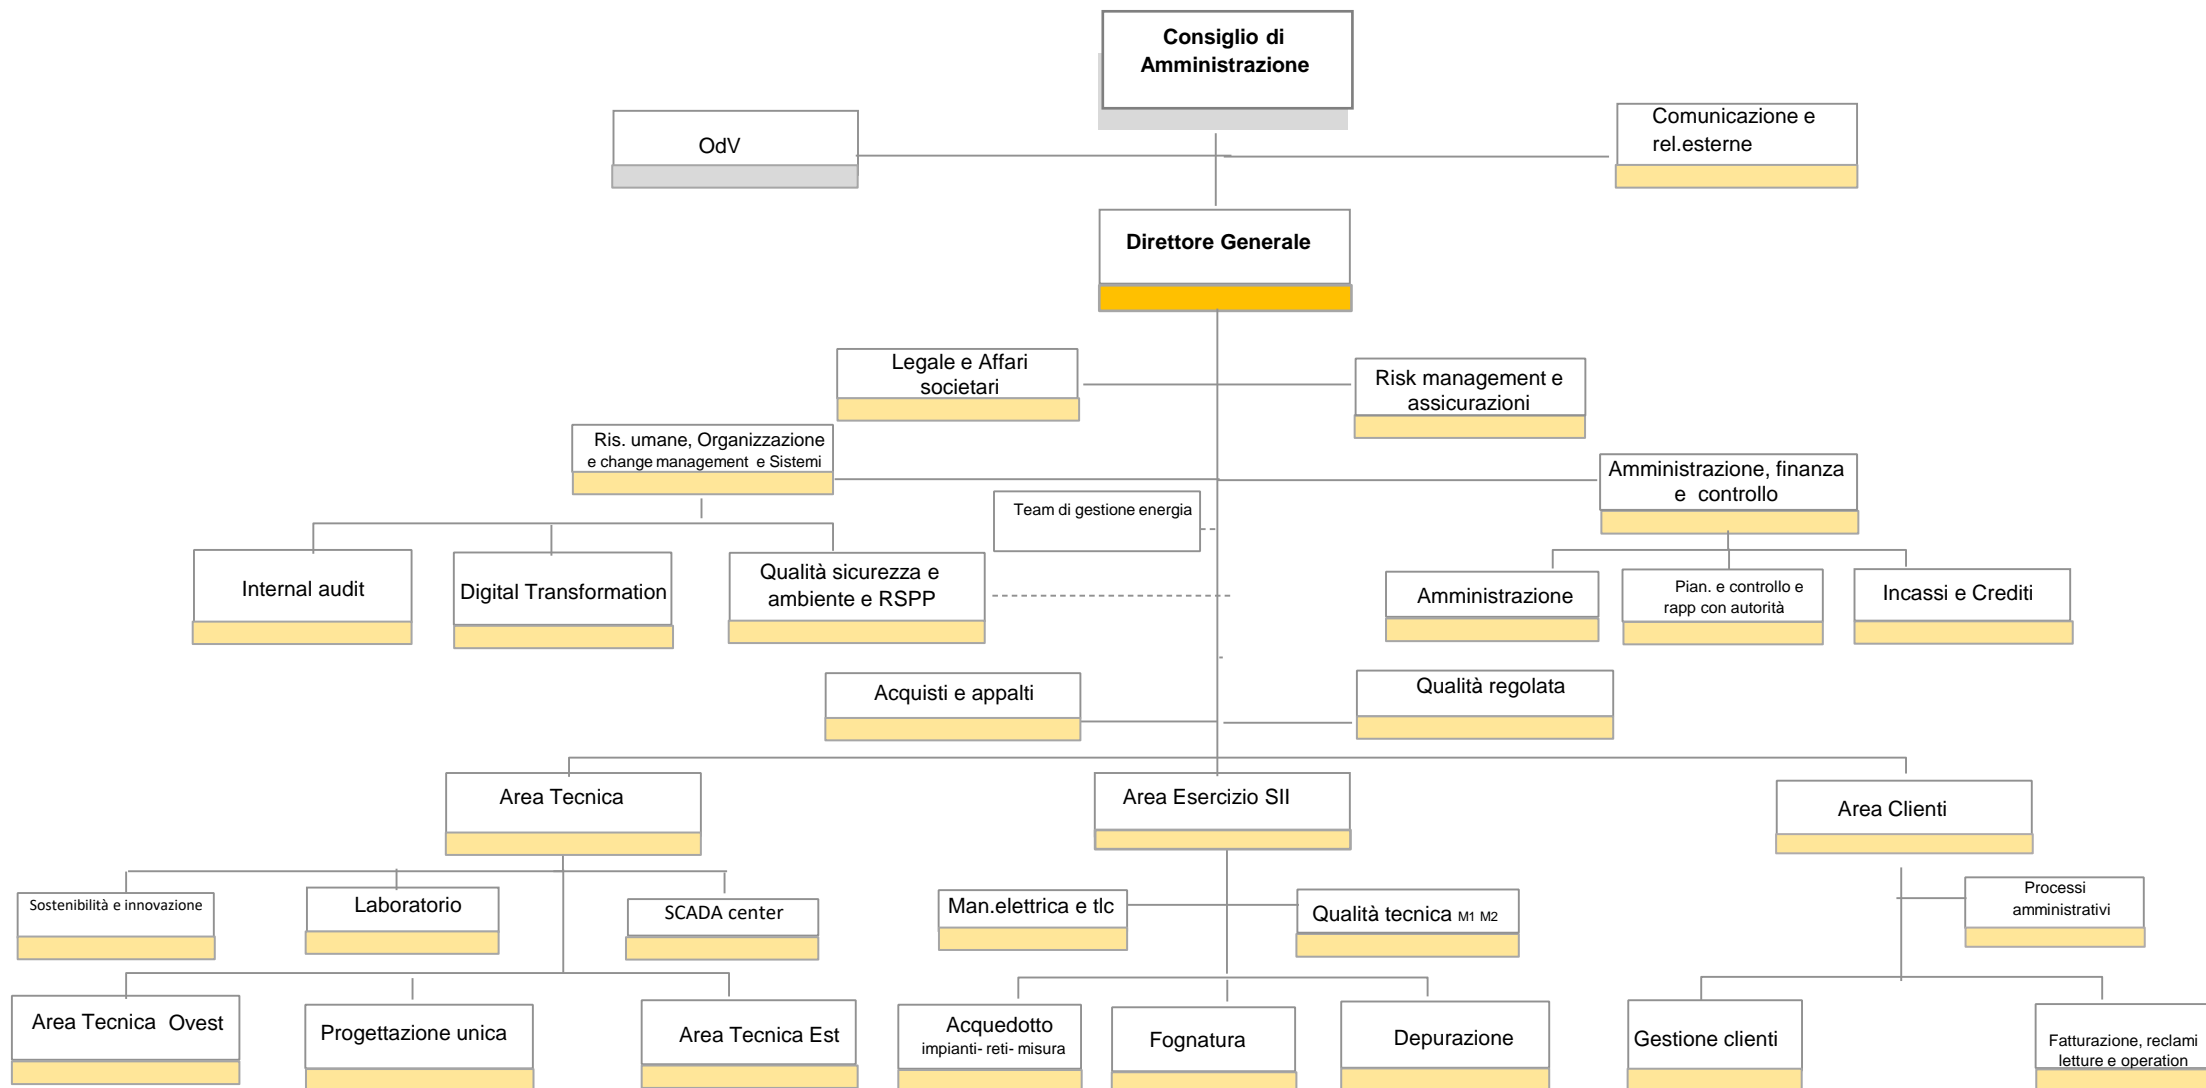 Consiglio di
Amministrazione
OdV
Comunicazione e
rel.esterne
Direttore Generale
Legale e Affari
societari
Risk management e
assicurazioni
Ris. umane, Organizzazione
e change management e Sistemi
Amministrazione, finanza
e controllo
Team di gestione energia
Internal audit
Digital Transformation
Qualità sicurezza e
ambiente e RSPP
Amministrazione
Pian. e controllo e
rapp con autorità
Incassi e Crediti
Acquisti e appalti
Qualità regolata
Area Tecnica
Area Esercizio SII
Area Clienti
Sostenibilità e innovazione
Laboratorio
SCADA center
Man.elettrica e tlc
Qualità tecnica M1 M2
Processi
amministrativi
Area Tecnica Ovest
Progettazione unica
Area Tecnica Est
Acquedotto
impianti- reti- misura
Fognatura
Depurazione
Gestione clienti
Fatturazione, reclami
letture e operation